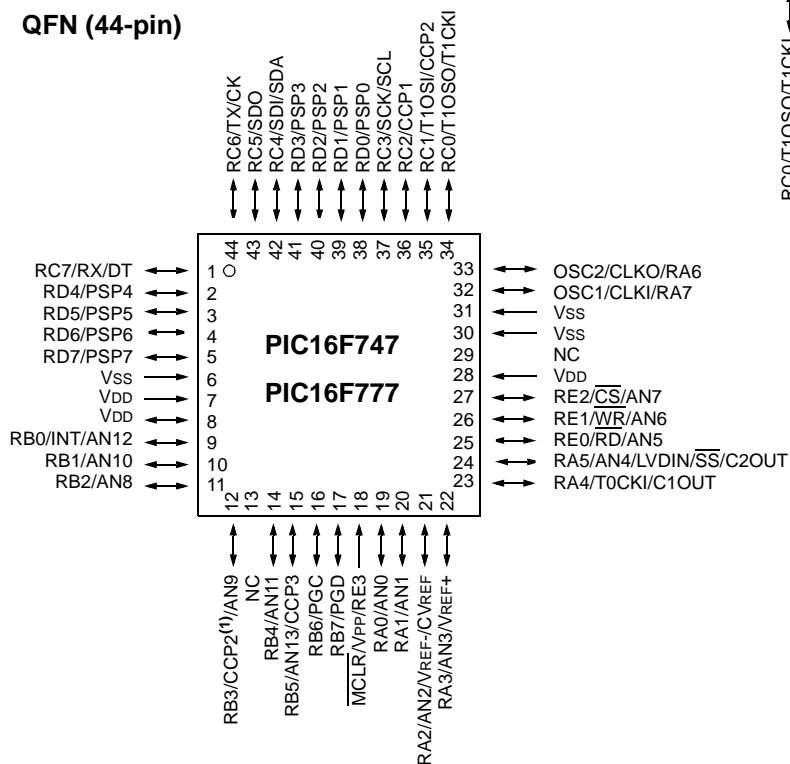 QFN (44-pin)
RC6/TX/CK
RC5/SDO
RC4/SDI/SDA
RD3/PSP3
RD2/PSP2
RD1/PSP1
RD0/PSP0
RC3/SCK/SCL
RC2/CCP1
RC1/T1OSI/CCP2
RC0/T1OSO/T1CKI
RC0/T1OSO/T1CKI
44
43
42
41
40
39
38
37
36
35
34
RC7/RX/DT 1
RD4/PSP4 2
RD5/PSP5 3
RD6/PSP6 4
RD7/PSP7 5
VSS 6
VDD 7
VDD 8
RB0/INT/AN12 9
RB1/AN10 10
RB2/AN8 11
PIC16F747
PIC16F777
33 OSC2/CLKO/RA6
32 OSC1/CLKI/RA7
31 VSS
30 VSS
29 NC
28 VDD
27 RE2/CS/AN7
26 RE1/WR/AN6
25 RE0/RD/AN5
24 RA5/AN4/LVDIN/SS/C2OUT
23 RA4/T0CKI/C1OUT
12
13
14
15
16
17
18
19
20
21
22
RB3/CCP2(1)/AN9
NC
RB4/AN11
RB5/AN13/CCP3
RB6/PGC
RB7/PGD
MCLR/VPP/RE3
RA0/AN0
RA1/AN1
RA2/AN2/VREF-/CVREF
RA3/AN3/VREF+